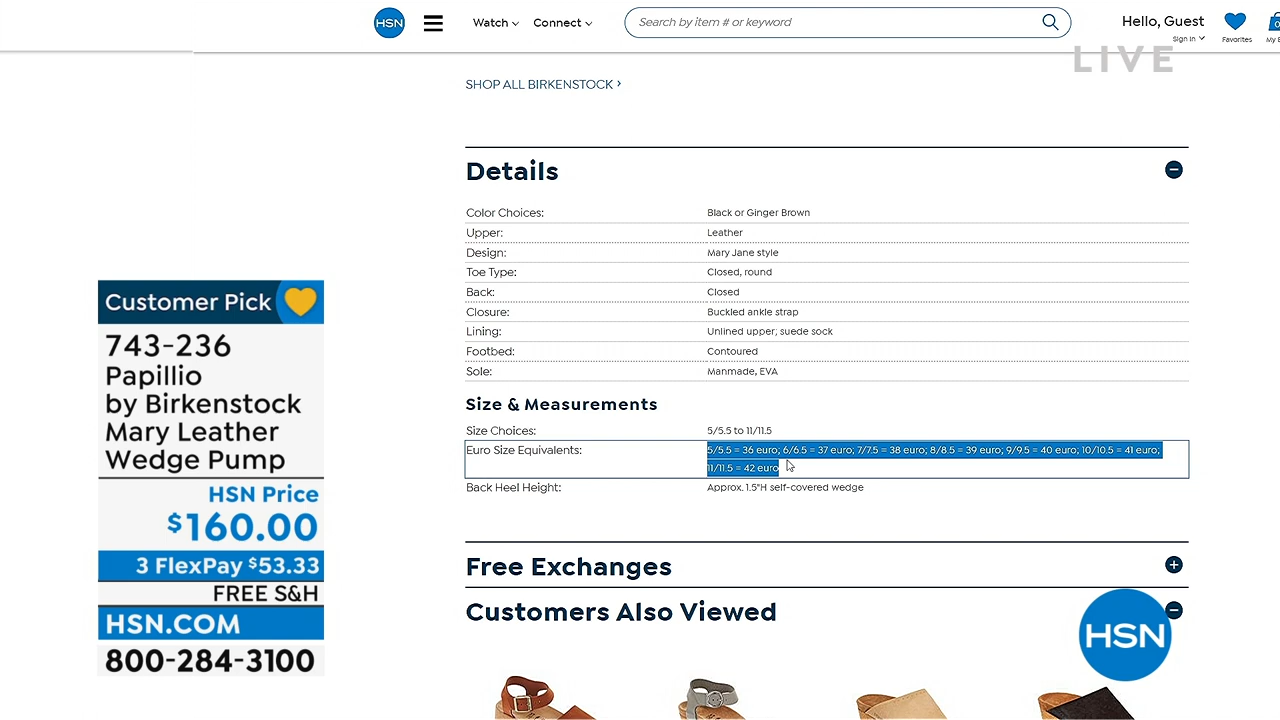 HSN
Watch
Connect
Search by item # or keyword
Hello, Guest
Sign In
Favorites
0
My
LIVE
SHOP ALL BIRKENSTOCK ›
Details
Color Choices: Black or Ginger Brown
Upper: Leather
Design: Mary Jane style
Toe Type: Closed, round
Back: Closed
Closure: Buckled ankle strap
Lining: Unlined upper; suede sock
Footbed: Contoured
Sole: Manmade, EVA
Size & Measurements
Size Choices: 5/5.5 to 11/11.5
Euro Size Equivalents: 5/5.5 = 36 euro; 6/6.5 = 37 euro; 7/7.5 = 38 euro; 8/8.5 = 39 euro; 9/9.5 = 40 euro; 10/10.5 = 41 euro;
11/11.5 = 42 euro
Back Heel Height: Approx. 1.5"H self-covered wedge
Free Exchanges
Customers Also Viewed
HSN
Customer Pick
743-236
Papillio
by Birkenstock
Mary Leather
Wedge Pump
HSN Price
$160.00
3 FlexPay $53.33
FREE S&H
HSN.COM
800-284-3100